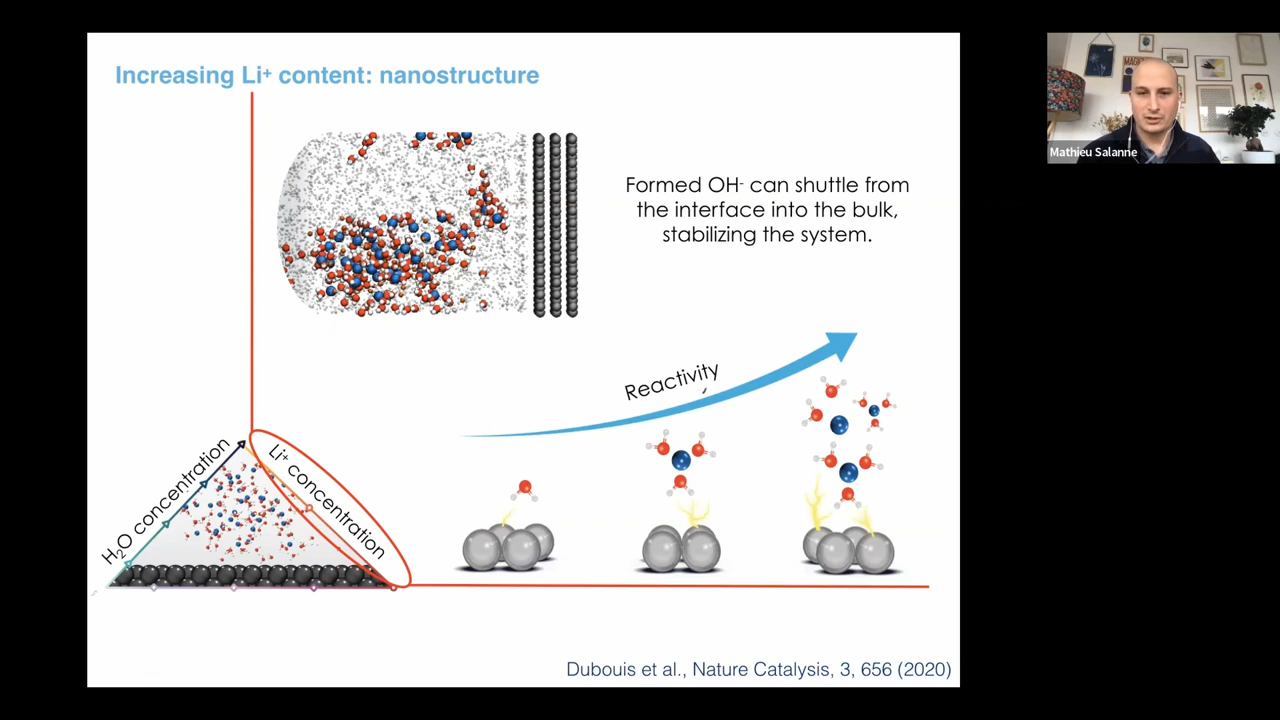 Increasing Li⁺ content: nanostructure
Formed OH⁻ can shuttle from
the interface into the bulk,
stabilizing the system.
Reactivity
H₂O concentration
Li⁺ concentration
Dubouis et al., Nature Catalysis, 3, 656 (2020)
Mathieu Salanne